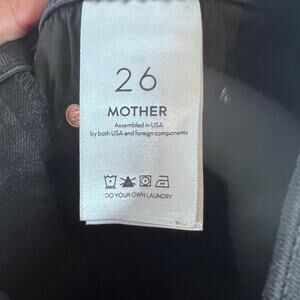 26
MOTHER
Assembled in USA
by both USA and foreign components
DO YOUR OWN LAUNDRY